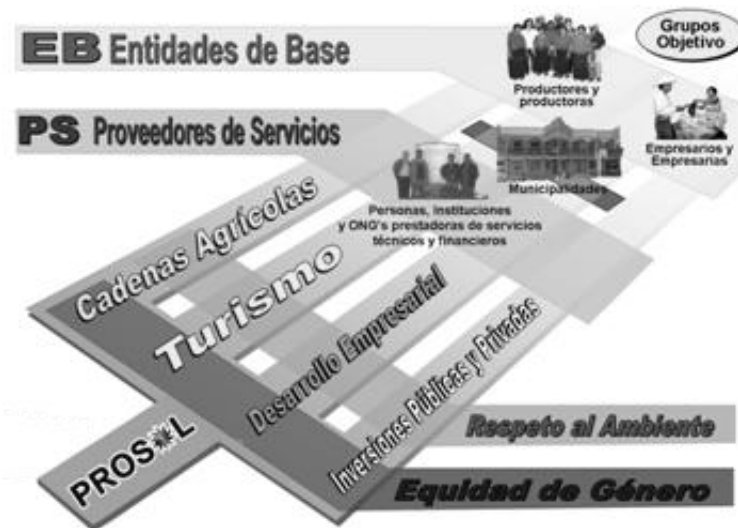 EB Entidades de Base
Grupos
Objetivo
Productores y
productoras
PS Proveedores de Servicios
Empresarios y
Empresarias
Municipalidades
Personas, instituciones
y ONG's prestadoras de servicios
técnicos y financieros
Cadenas Agrícolas
Turismo
Desarrollo Empresarial
Inversiones Públicas y Privadas
PROSOL
Respeto al Ambiente
Equidad de Género